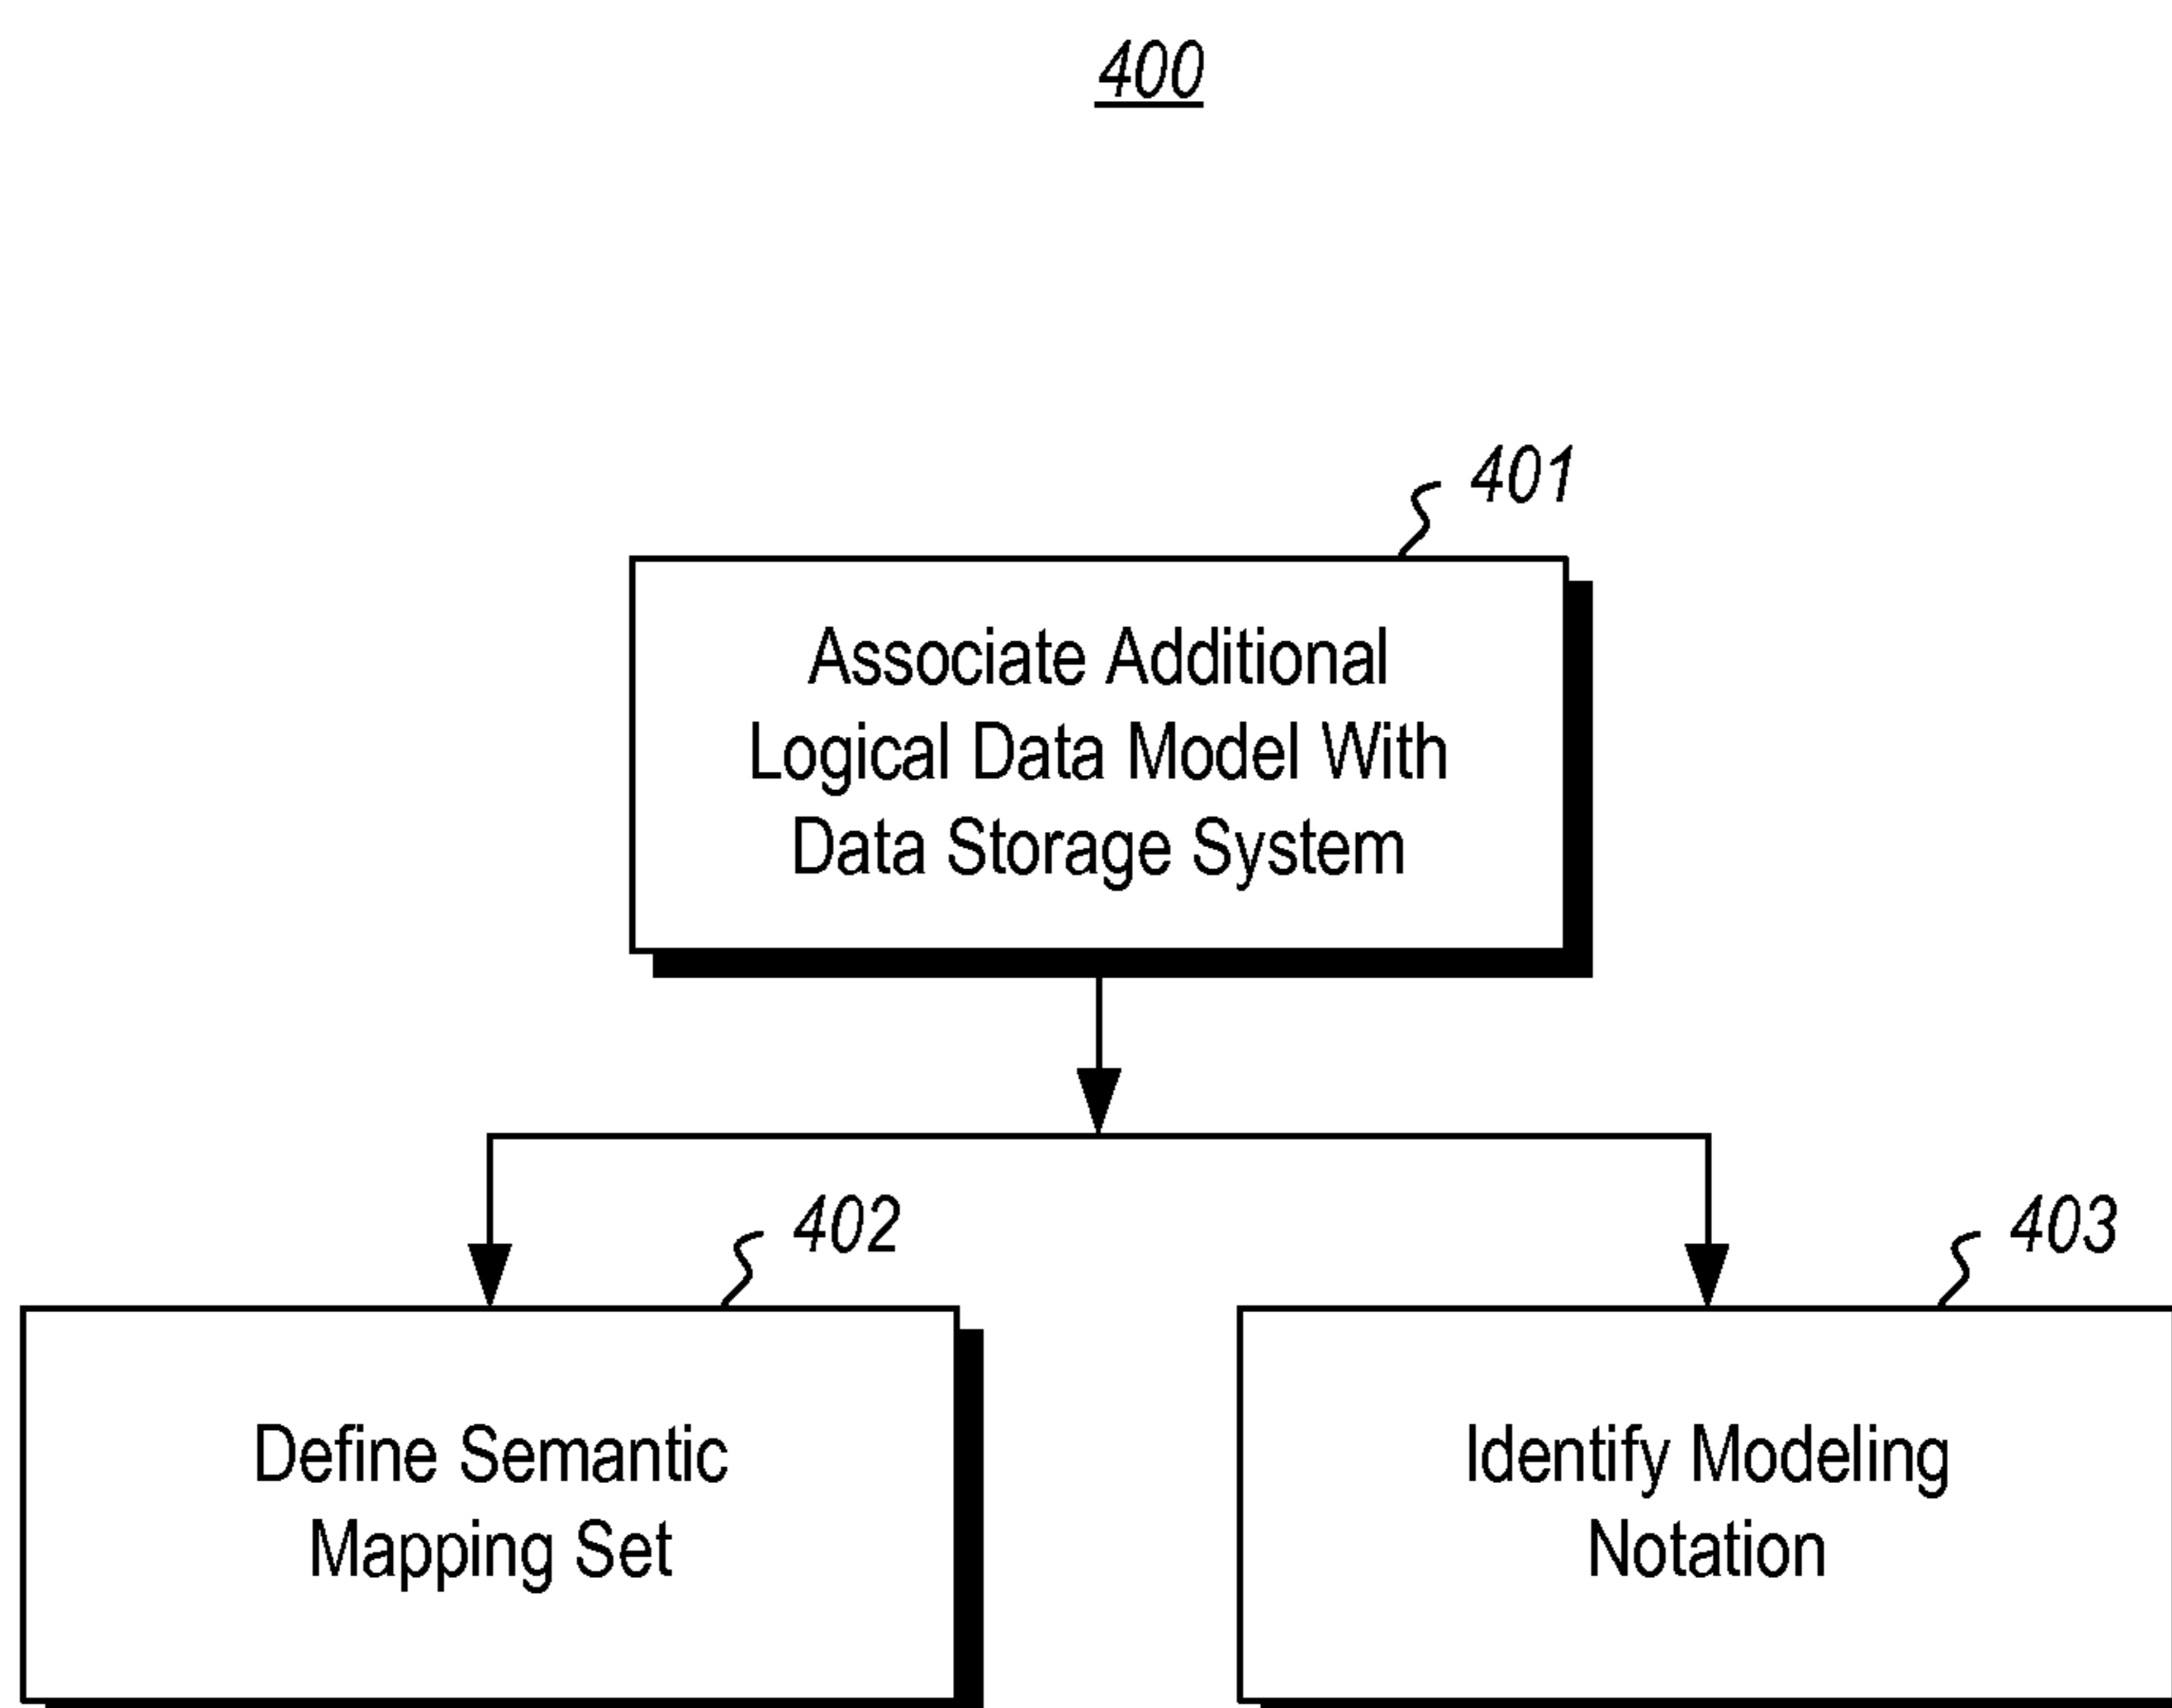 400
401
Associate Additional
Logical Data Model With
Data Storage System
402
403
Define Semantic
Mapping Set
Identify Modeling
Notation